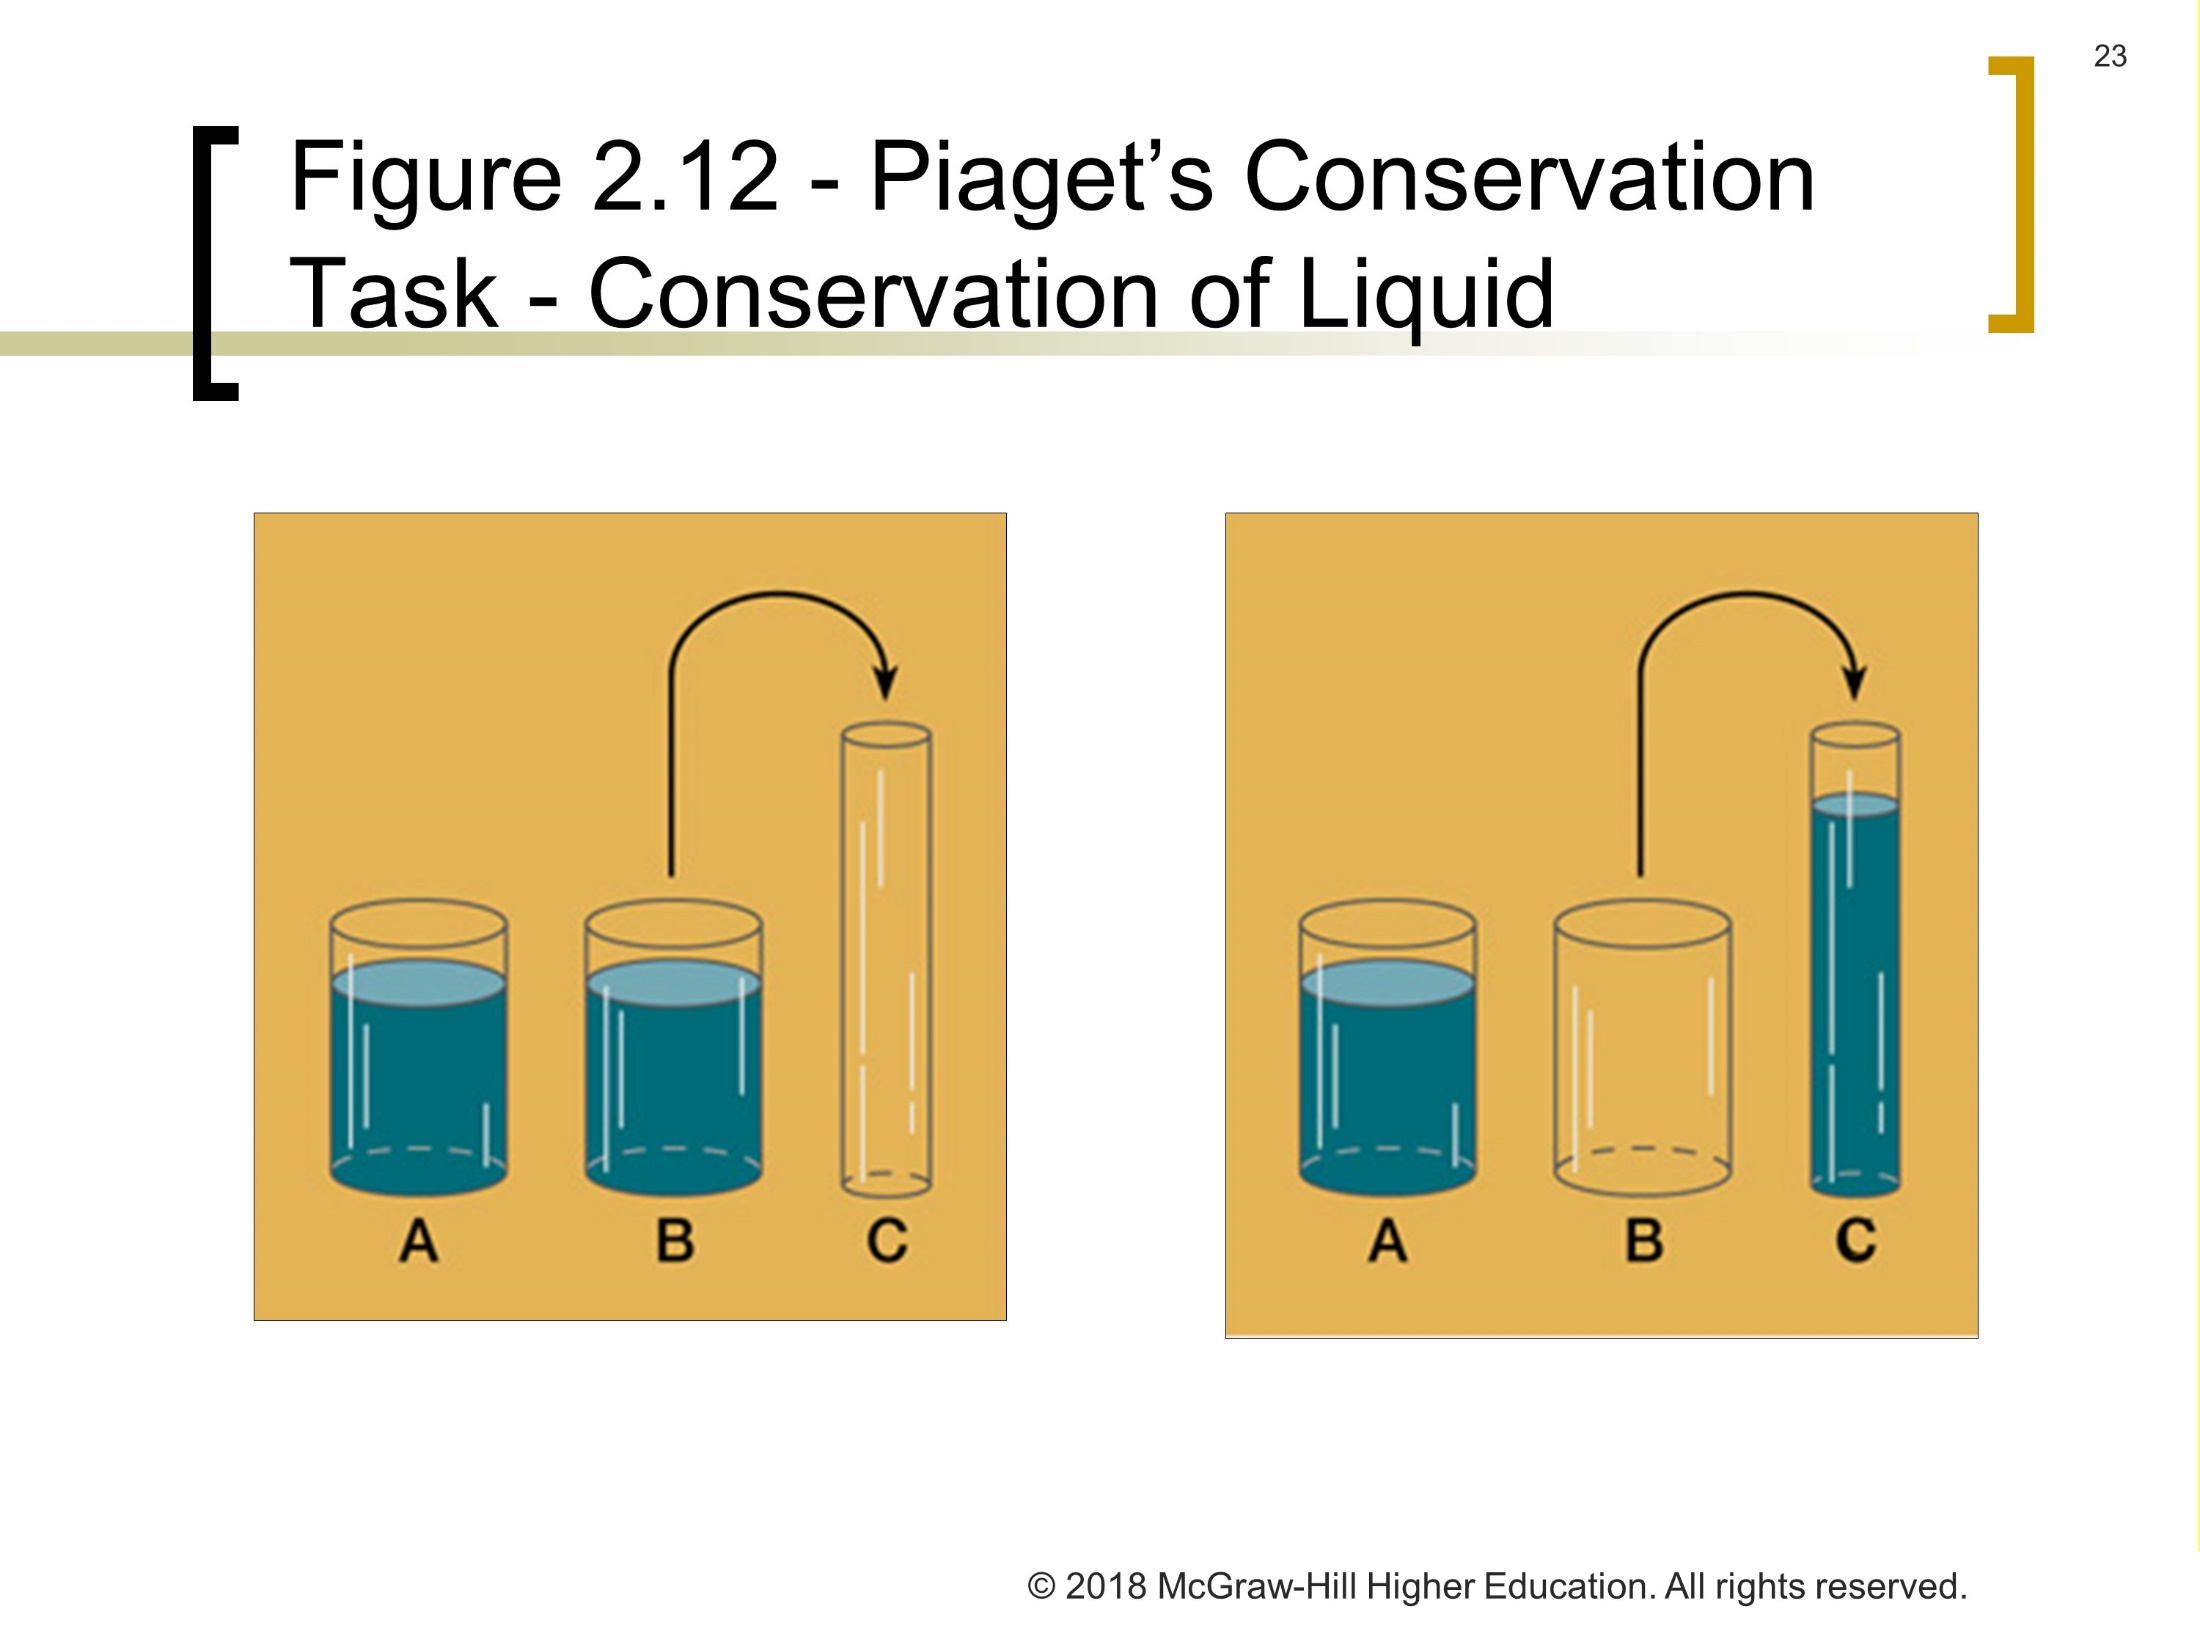 23
Figure 2.12 - Piaget’s Conservation
Task - Conservation of Liquid
A B C
A B C
© 2018 McGraw-Hill Higher Education. All rights reserved.